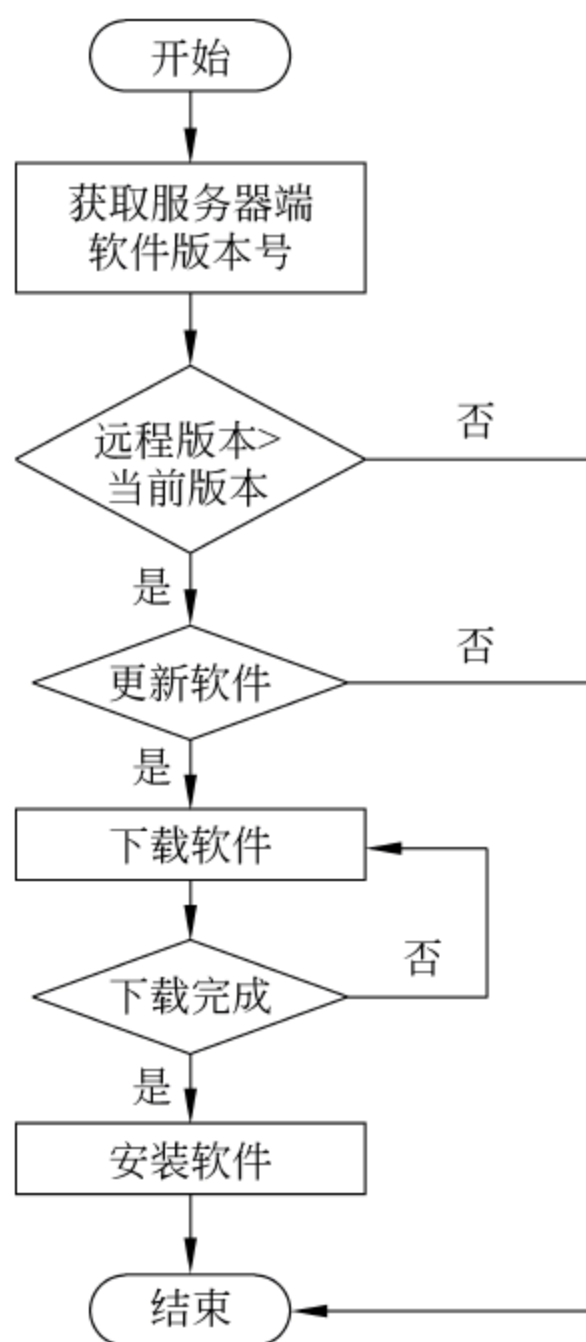 开始
获取服务器端
软件版本号
远程版本>
当前版本
否
是
更新软件
否
是
下载软件
下载完成
否
是
安装软件
结束